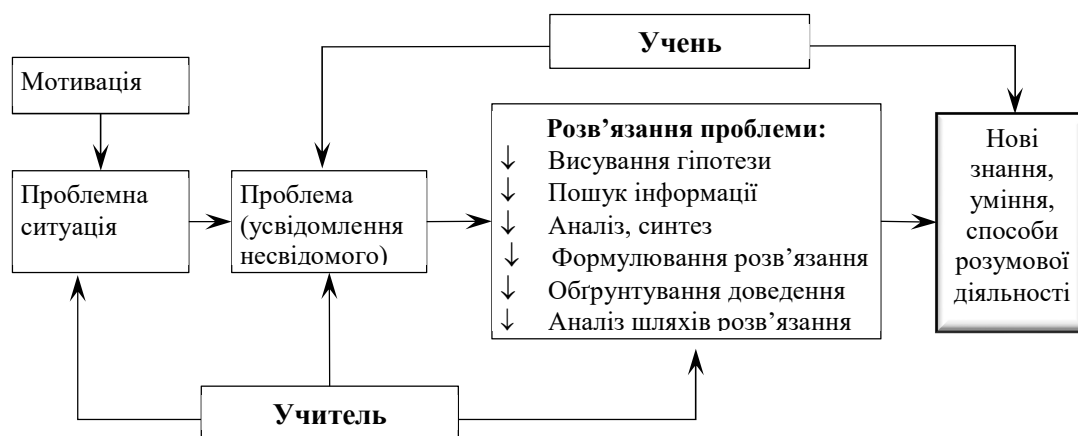 Учень
Мотивація
Проблемна
ситуація
Проблема
(усвідомлення
несвідомого)
Розв’язання проблеми:
↓ Висування гіпотези
↓ Пошук інформації
↓ Аналіз, синтез
↓ Формулювання розв’язання
↓ Обґрунтування доведення
↓ Аналіз шляхів розв’язання
Нові
знання,
уміння,
способи
розумової
діяльності
Учитель